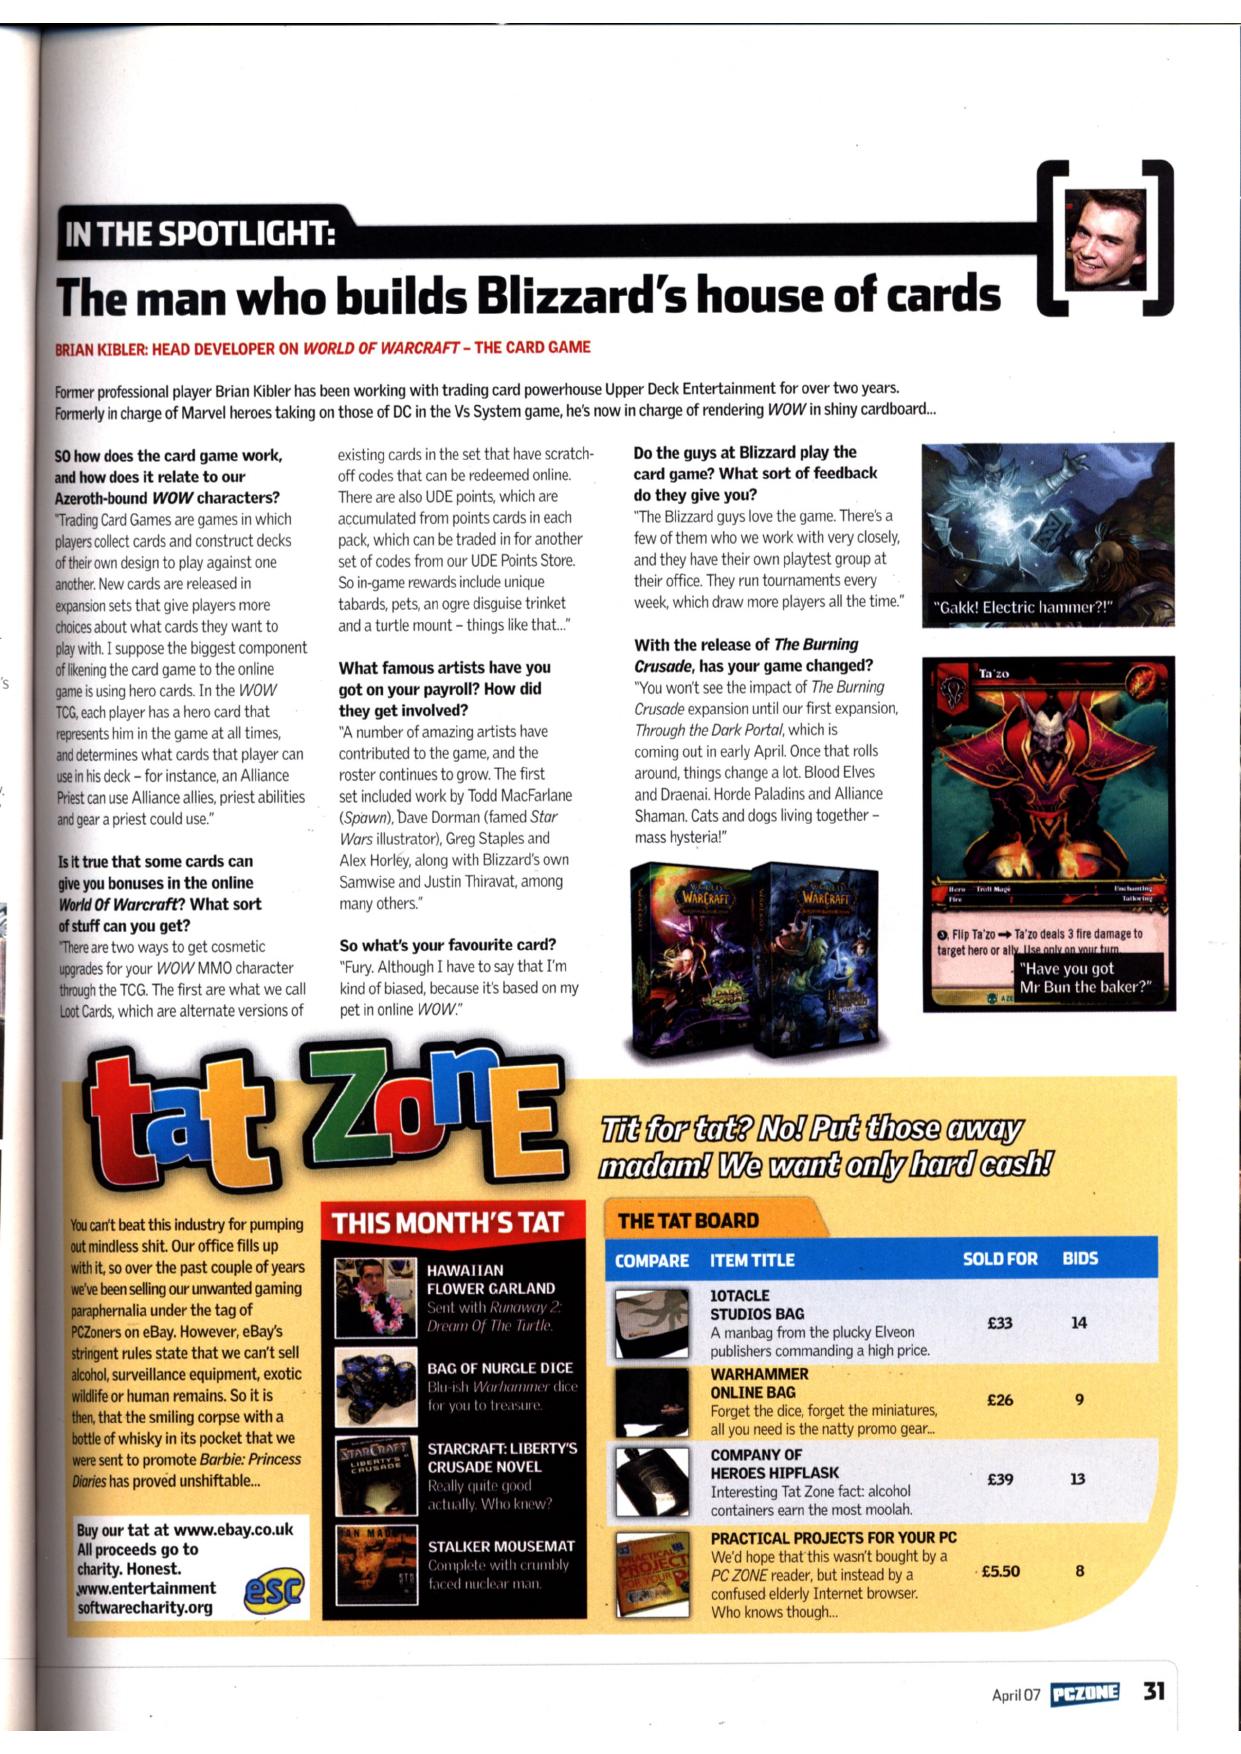 IN THE SPOTLIGHT:
The man who builds Blizzard's house of cards
BRIAN KIBLER: HEAD DEVELOPER ON WORLD OF WARCRAFT – THE CARD GAME
Former professional player Brian Kibler has been working with trading card powerhouse Upper Deck Entertainment for over two years.
Formerly in charge of Marvel heroes taking on those of DC in the Vs System game, he's now in charge of rendering WOW in shiny cardboard...
SO how does the card game work,
and how does it relate to our
Azeroth-bound WOW characters?
"Trading Card Games are games in which
players collect cards and construct decks
of their own design to play against one
another. New cards are released in
expansion sets that give players more
choices about what cards they want to
play with. I suppose the biggest component
of likening the card game to the online
game is using hero cards. In the WOW
TCG, each player has a hero card that
represents him in the game at all times,
and determines what cards that player can
use in his deck – for instance, an Alliance
Priest can use Alliance allies, priest abilities
and gear a priest could use."
Is it true that some cards can
give you bonuses in the online
World Of Warcraft? What sort
of stuff can you get?
"There are two ways to get cosmetic
upgrades for your WOW MMO character
through the TCG. The first are what we call
Loot Cards, which are alternate versions of
existing cards in the set that have scratch-
off codes that can be redeemed online.
There are also UDE points, which are
accumulated from points cards in each
pack, which can be traded in for another
set of codes from our UDE Points Store.
So in-game rewards include unique
tabards, pets, an ogre disguise trinket
and a turtle mount – things like that..."
What famous artists have you
got on your payroll? How did
they get involved?
"A number of amazing artists have
contributed to the game, and the
roster continues to grow. The first
set included work by Todd MacFarlane
(Spawn), Dave Dorman (famed Star
Wars illustrator), Greg Staples and
Alex Horley, along with Blizzard's own
Samwise and Justin Thiravat, among
many others."
So what's your favourite card?
"Fury. Although I have to say that I'm
kind of biased, because it's based on my
pet in online WOW."
Do the guys at Blizzard play the
card game? What sort of feedback
do they give you?
"The Blizzard guys love the game. There's a
few of them who we work with very closely,
and they have their own playtest group at
their office. They run tournaments every
week, which draw more players all the time."
With the release of The Burning
Crusade, has your game changed?
"You won't see the impact of The Burning
Crusade expansion until our first expansion,
Through the Dark Portal, which is
coming out in early April. Once that rolls
around, things change a lot. Blood Elves
and Draenai. Horde Paladins and Alliance
Shaman. Cats and dogs living together –
mass hysteria!"
WARCRAFT
WARCRAFT
"Gakk! Electric hammer?!"
Ta'zo
Hero Troll Mage
Fire
Enchanting
Tailoring
Flip Ta'zo → Ta'zo deals 3 fire damage to
target hero or ally. Use only on your turn.
"Have you got
Mr Bun the baker?"
tat ZonE
Tit for tat? No! Put those away
madam! We want only hard cash!
You can't beat this industry for pumping
out mindless shit. Our office fills up
with it, so over the past couple of years
we've been selling our unwanted gaming
paraphernalia under the tag of
PCZoners on eBay. However, eBay's
stringent rules state that we can't sell
alcohol, surveillance equipment, exotic
wildlife or human remains. So it is
then, that the smiling corpse with a
bottle of whisky in its pocket that we
were sent to promote Barbie: Princess
Diaries has proved unshiftable...
Buy our tat at www.ebay.co.uk
All proceeds go to
charity. Honest.
www.entertainment
softwarecharity.org
esc
THIS MONTH'S TAT
HAWAIIAN
FLOWER GARLAND
Sent with Runaway 2:
Dream Of The Turtle.
BAG OF NURGLE DICE
Blu-ish Warhammer dice
for you to treasure.
STARCRAFT
LIBERTY'S
CRUSADE
STARCRAFT: LIBERTY'S
CRUSADE NOVEL
Really quite good
actually. Who knew?
STALKER MOUSEMAT
Complete with crumbly
faced nuclear man.
THE TAT BOARD
COMPARE ITEM TITLE SOLD FOR BIDS
10TACLE
STUDIOS BAG
A manbag from the plucky Elveon
publishers commanding a high price.
£33 14
WARHAMMER
ONLINE BAG
Forget the dice, forget the miniatures,
all you need is the natty promo gear...
£26 9
COMPANY OF
HEROES HIPFLASK
Interesting Tat Zone fact: alcohol
containers earn the most moolah.
£39 13
PRACTICAL PROJECTS FOR YOUR PC
We'd hope that this wasn't bought by a
PC ZONE reader, but instead by a
confused elderly Internet browser.
Who knows though...
£5.50 8
April 07 PCZONE 31